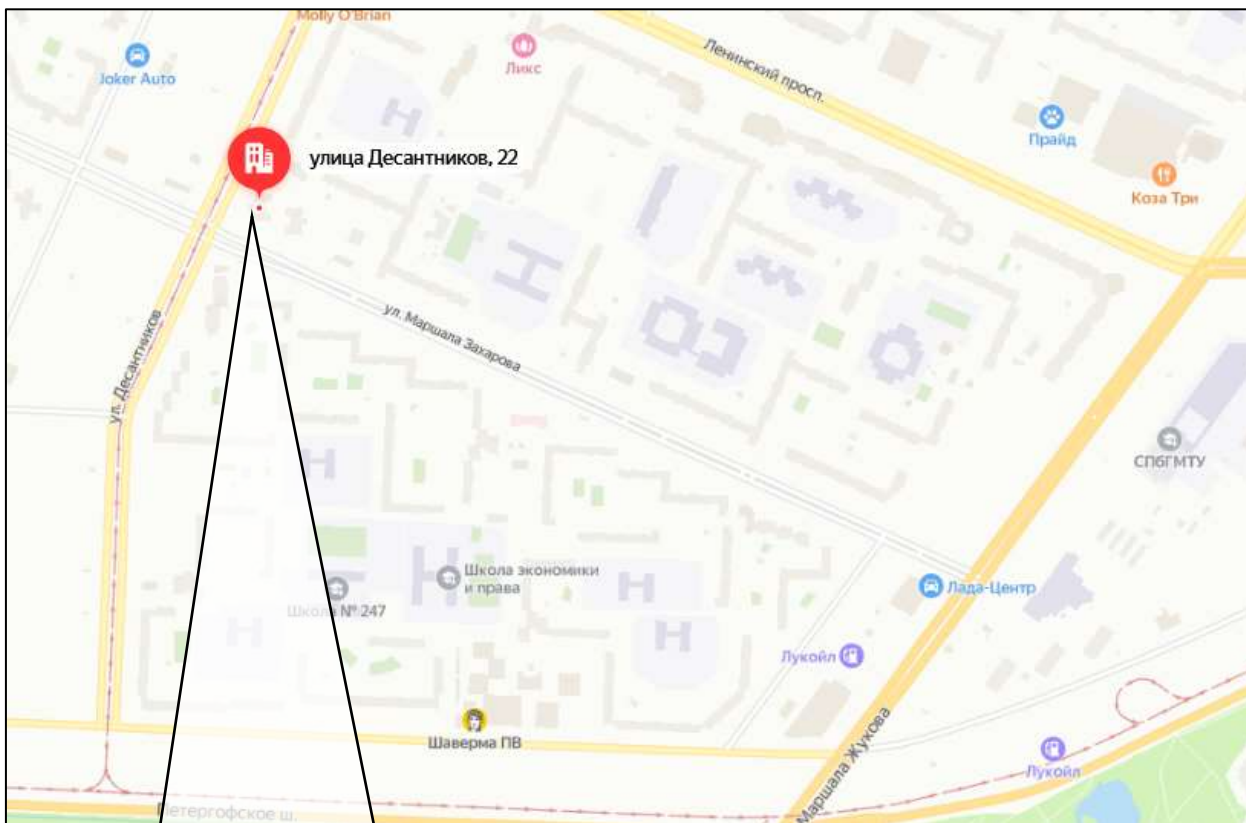 Molly O'Brian
Ликс
Joker Auto
Ленинский просп.
Прайд
улица Десантников, 22
Коза Три
ул. Маршала Захарова
ул. Десантников
СПбГМТУ
Школа экономики
и права
Лада-Центр
Школа № 247
Лукойл
Шаверма ПВ
Маршала Жукова
Лукойл
Петергофское ш.